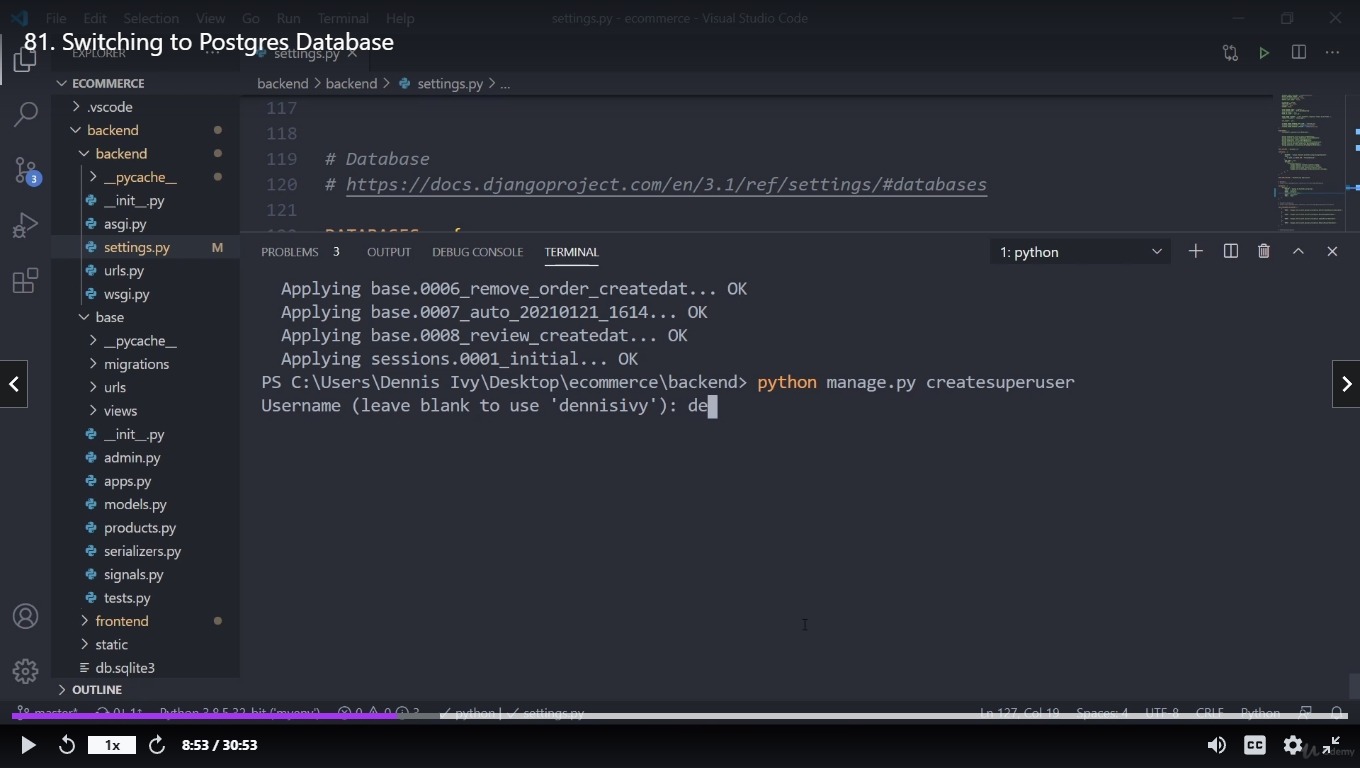 File Edit Selection View Go Run Terminal Help settings.py - ecommerce - Visual Studio Code
81. Switching to Postgres Database
EXPLORER ... settings.py
ECOMMERCE
backend > backend > settings.py > ...
.vscode
backend
backend
__pycache__
__init__.py
asgi.py
settings.py M
urls.py
wsgi.py
base
__pycache__
migrations
urls
views
__init__.py
admin.py
apps.py
models.py
products.py
serializers.py
signals.py
tests.py
frontend
static
db.sqlite3
OUTLINE
3
117
118
119 # Database
120 # https://docs.djangoproject.com/en/3.1/ref/settings/#databases
121
PROBLEMS 3 OUTPUT DEBUG CONSOLE TERMINAL 1: python
Applying base.0006_remove_order_createdat... OK
Applying base.0007_auto_20210121_1614... OK
Applying base.0008_review_createdat... OK
Applying sessions.0001_initial... OK
PS C:\Users\Dennis Ivy\Desktop\ecommerce\backend> python manage.py createsuperuser
Username (leave blank to use 'dennisivy'): de
master* Python 3.8.5 32-bit ('myenv') python | ✓ settings.py Ln 127, Col 19 Spaces: 4 UTF-8 CRLF Python
1x 8:53 / 30:53 CC